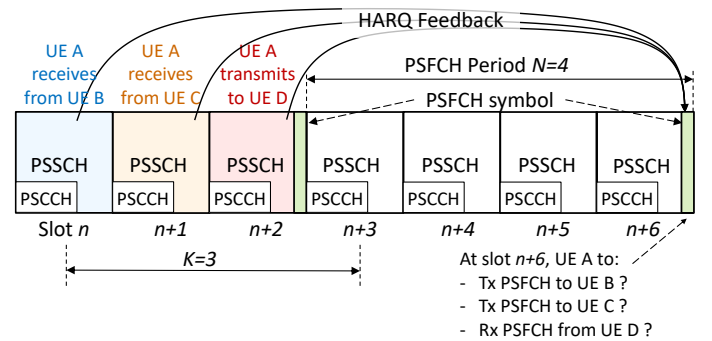 HARQ Feedback
UE A
receives
from UE B
UE A
receives
from UE C
UE A
transmits
to UE D
PSFCH Period N=4
PSFCH symbol
PSSCH
PSSCH
PSSCH
PSSCH
PSSCH
PSSCH
PSSCH
PSCCH
PSCCH
PSCCH
PSCCH
PSCCH
PSCCH
PSCCH
Slot n
n+1
n+2
n+3
n+4
n+5
n+6
K=3
At slot n+6, UE A to:
- Tx PSFCH to UE B ?
- Tx PSFCH to UE C ?
- Rx PSFCH from UE D ?